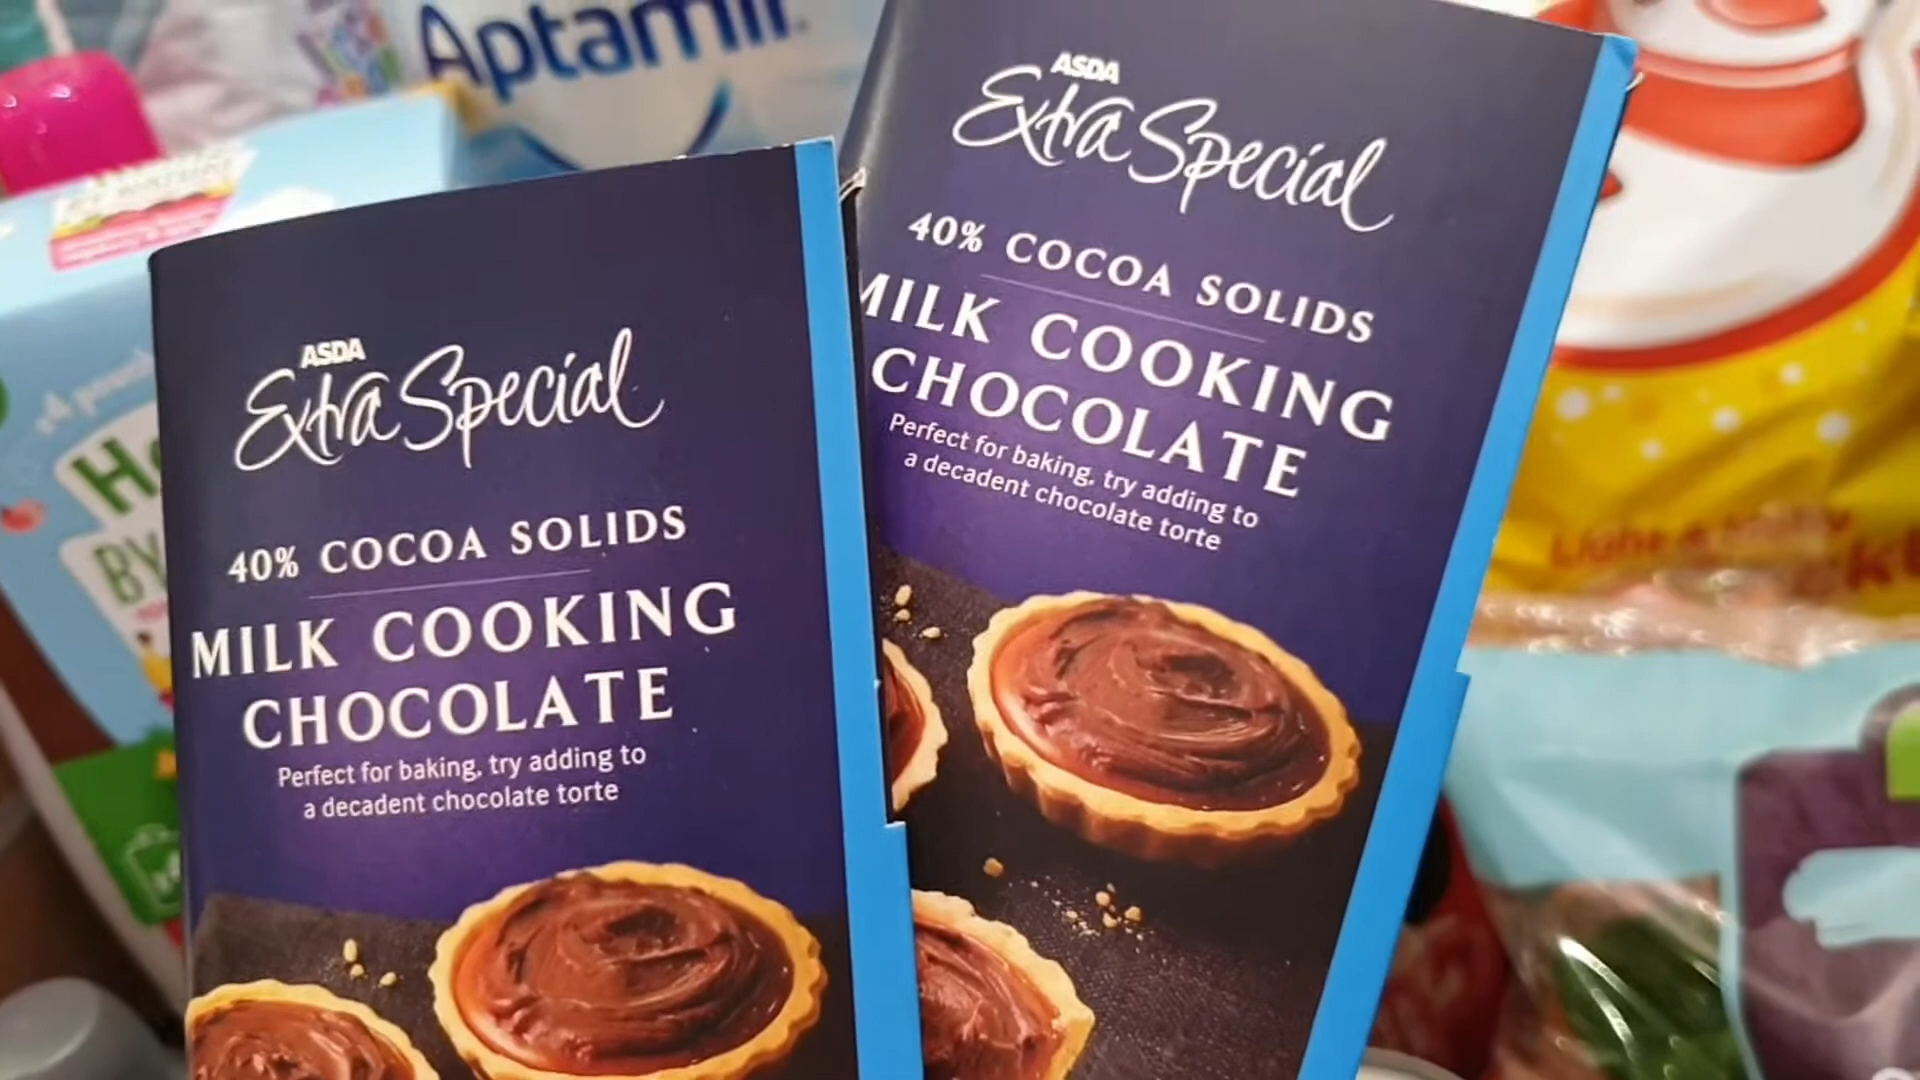 Aptamil
ASDA
Extra Special
40% COCOA SOLIDS
MILK COOKING
CHOCOLATE
Perfect for baking, try adding to
a decadent chocolate torte
ASDA
Extra Special
40% COCOA SOLIDS
MILK COOKING
CHOCOLATE
Perfect for baking, try adding to
a decadent chocolate torte